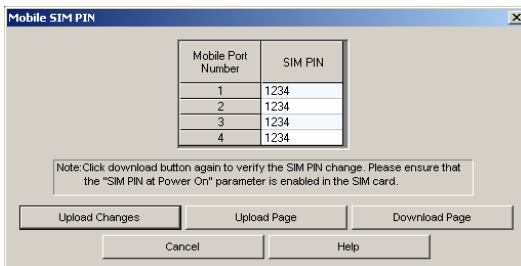 Mobile SIM PIN
Mobile Port Number SIM PIN
1 1234
2 1234
3 1234
4 1234
Note:Click download button again to verify the SIM PIN change. Please ensure that
the "SIM PIN at Power On" parameter is enabled in the SIM card.
Upload Changes Upload Page Download Page
Cancel Help